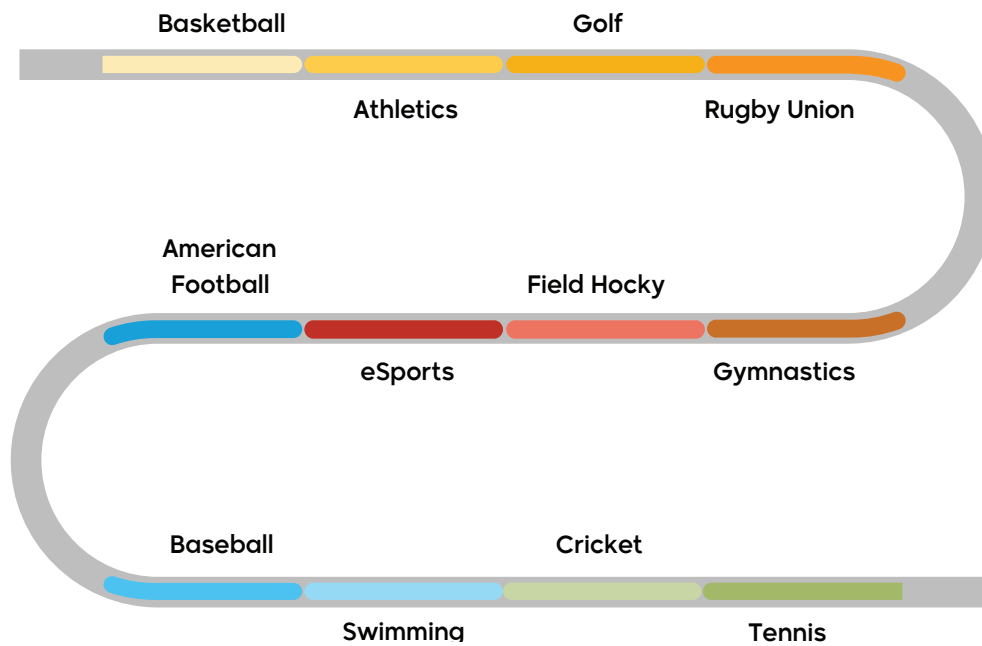 Basketball
Golf
Athletics
Rugby Union
American
Football
Field Hocky
eSports
Gymnastics
Baseball
Cricket
Swimming
Tennis